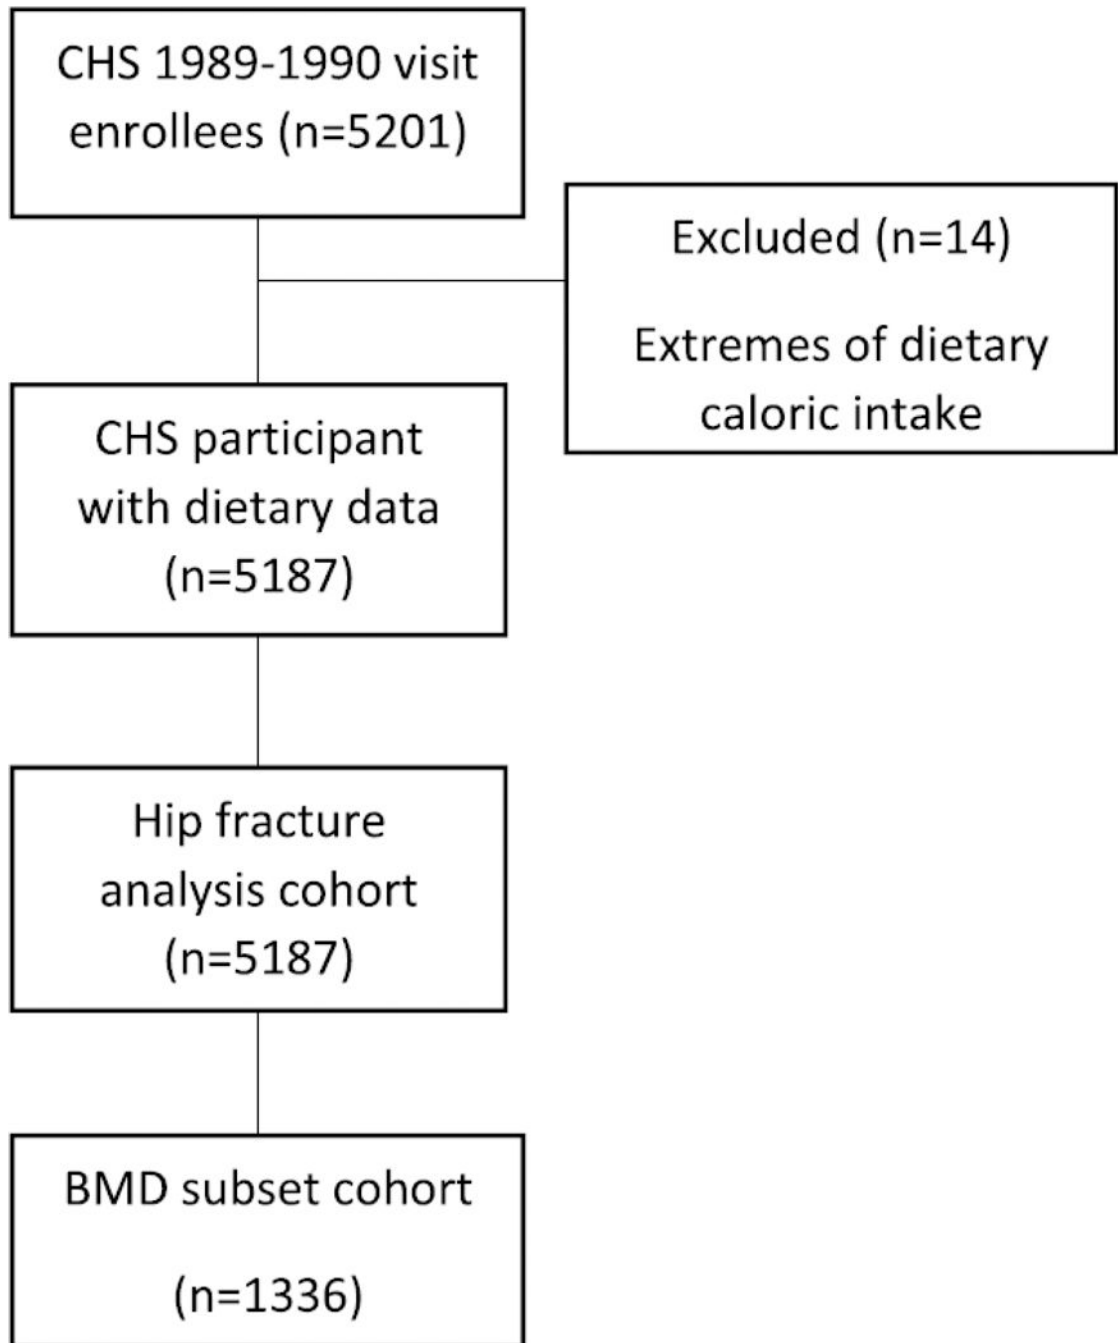 CHS 1989-1990 visit
enrollees (n=5201)
Excluded (n=14)
Extremes of dietary
caloric intake
CHS participant
with dietary data
(n=5187)
Hip fracture
analysis cohort
(n=5187)
BMD subset cohort
(n=1336)